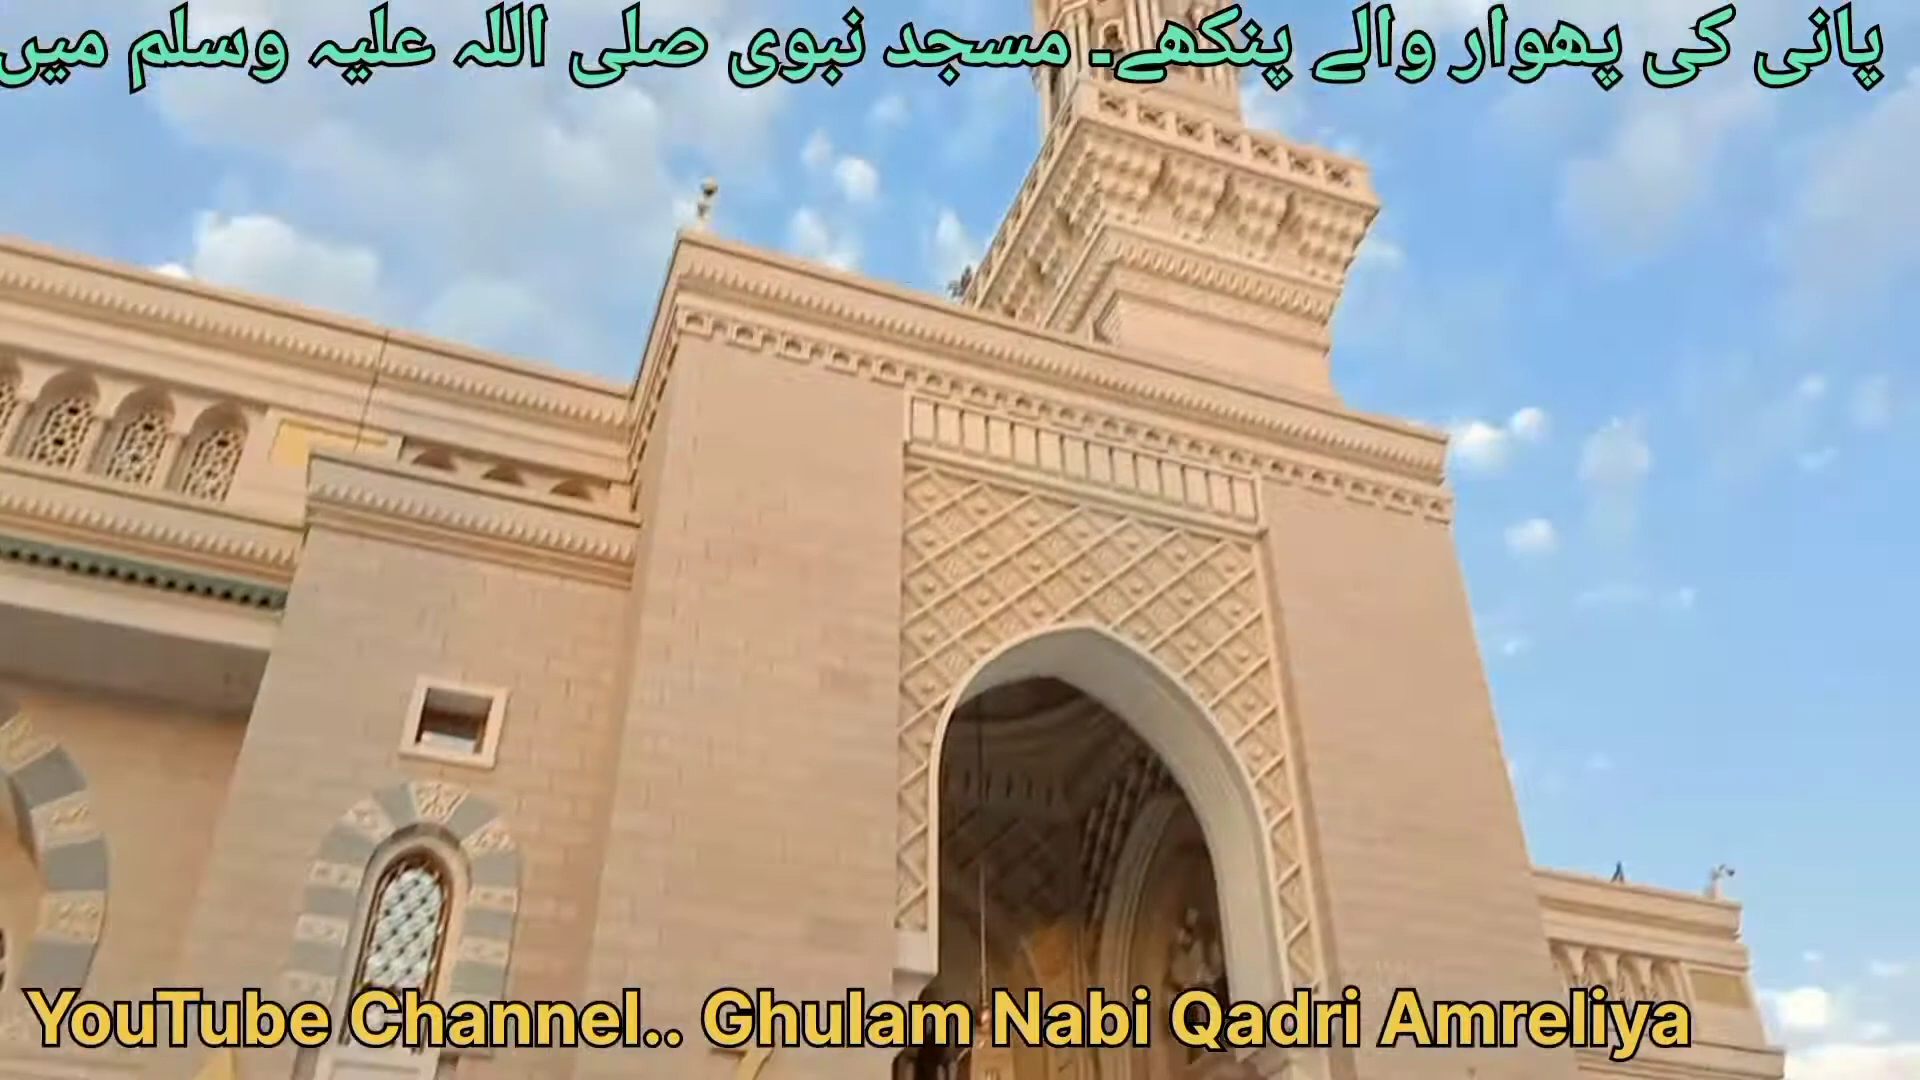 پانی کی پھوار والے پنکھے۔ مسجد نبوی صلی اللہ علیہ وسلم میں
YouTube Channel.. Ghulam Nabi Qadri Amreliya